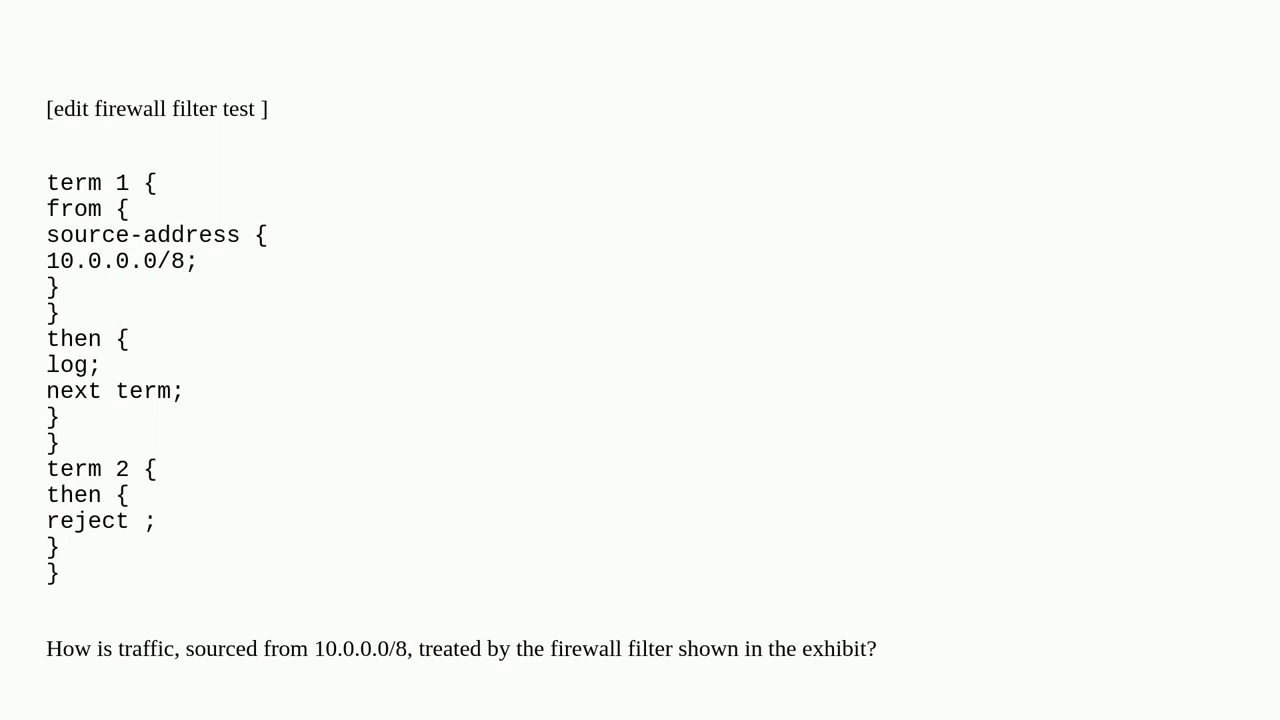 [edit firewall filter test ]
term 1 {
from {
source-address {
10.0.0.0/8;
}
}
then {
log;
next term;
}
}
term 2 {
then {
reject ;
}
}
How is traffic, sourced from 10.0.0.0/8, treated by the firewall filter shown in the exhibit?